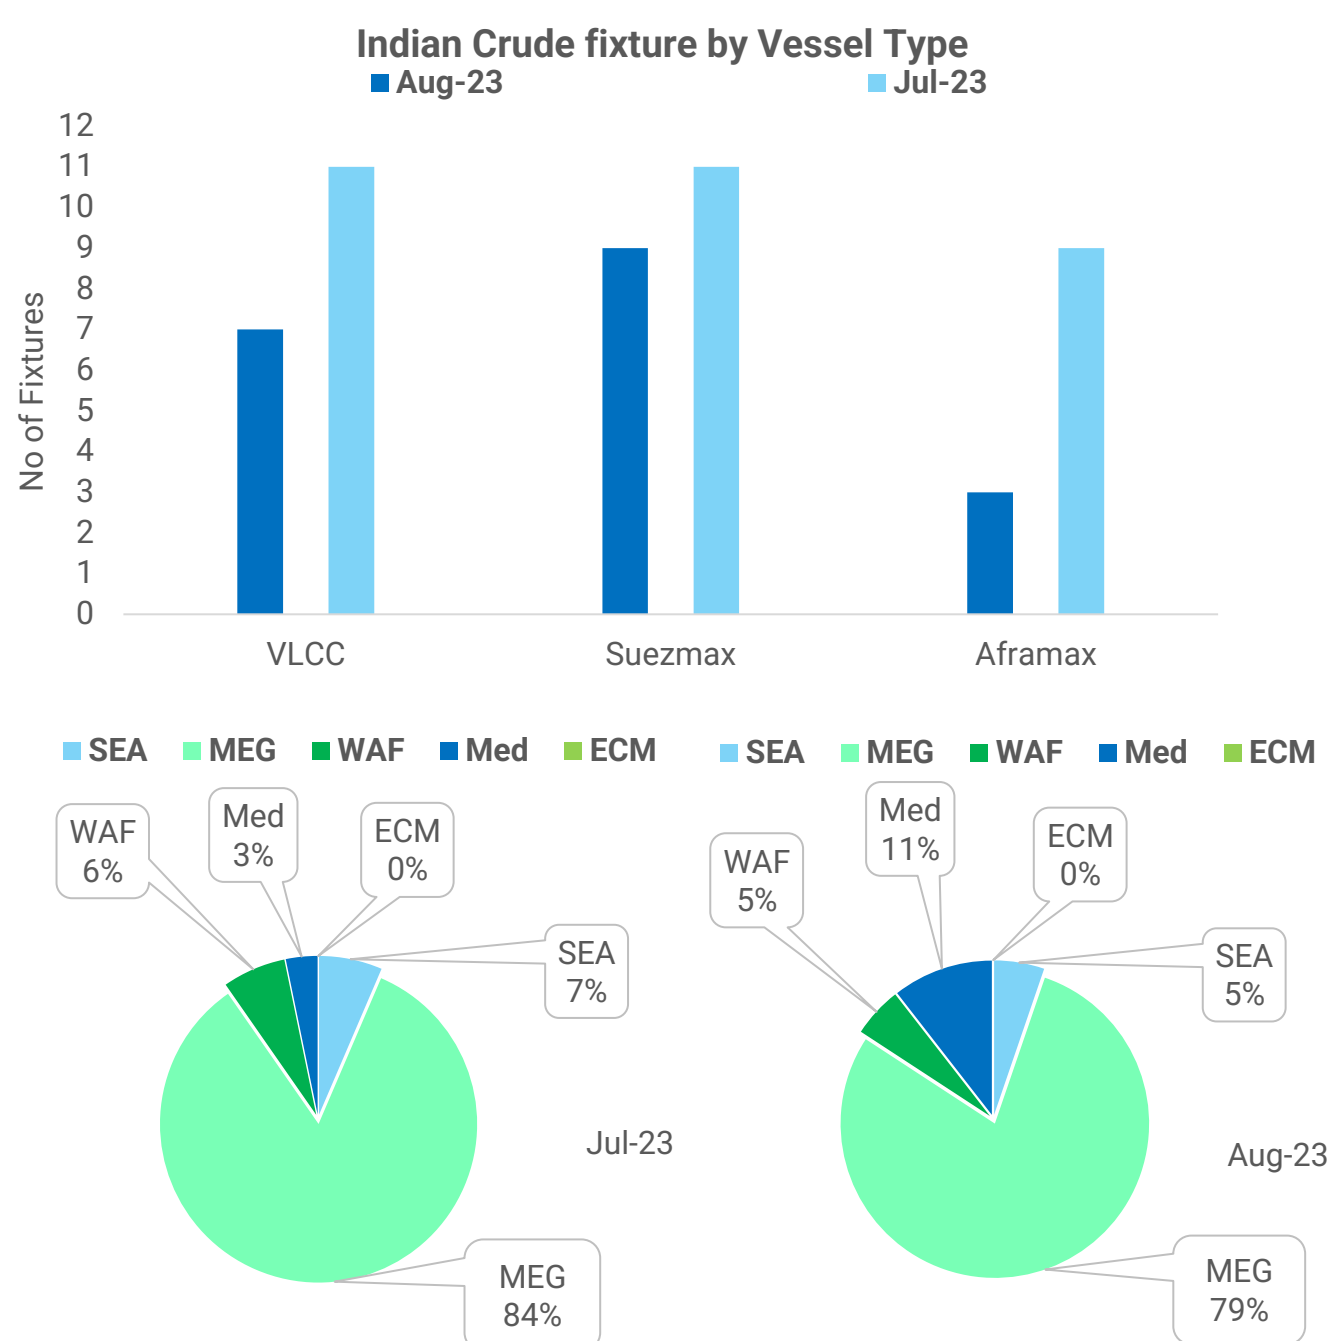 Indian Crude fixture by Vessel Type
Aug-23 Jul-23
12
11
10
9
8
7
6
5
4
3
2
1
0
No of Fixtures
VLCC Suezmax Aframax
SEA MEG WAF Med ECM
WAF
6%
Med
3%
ECM
0%
SEA
7%
Jul-23
MEG
84%
SEA MEG WAF Med ECM
WAF
5%
Med
11%
ECM
0%
SEA
5%
Aug-23
MEG
79%